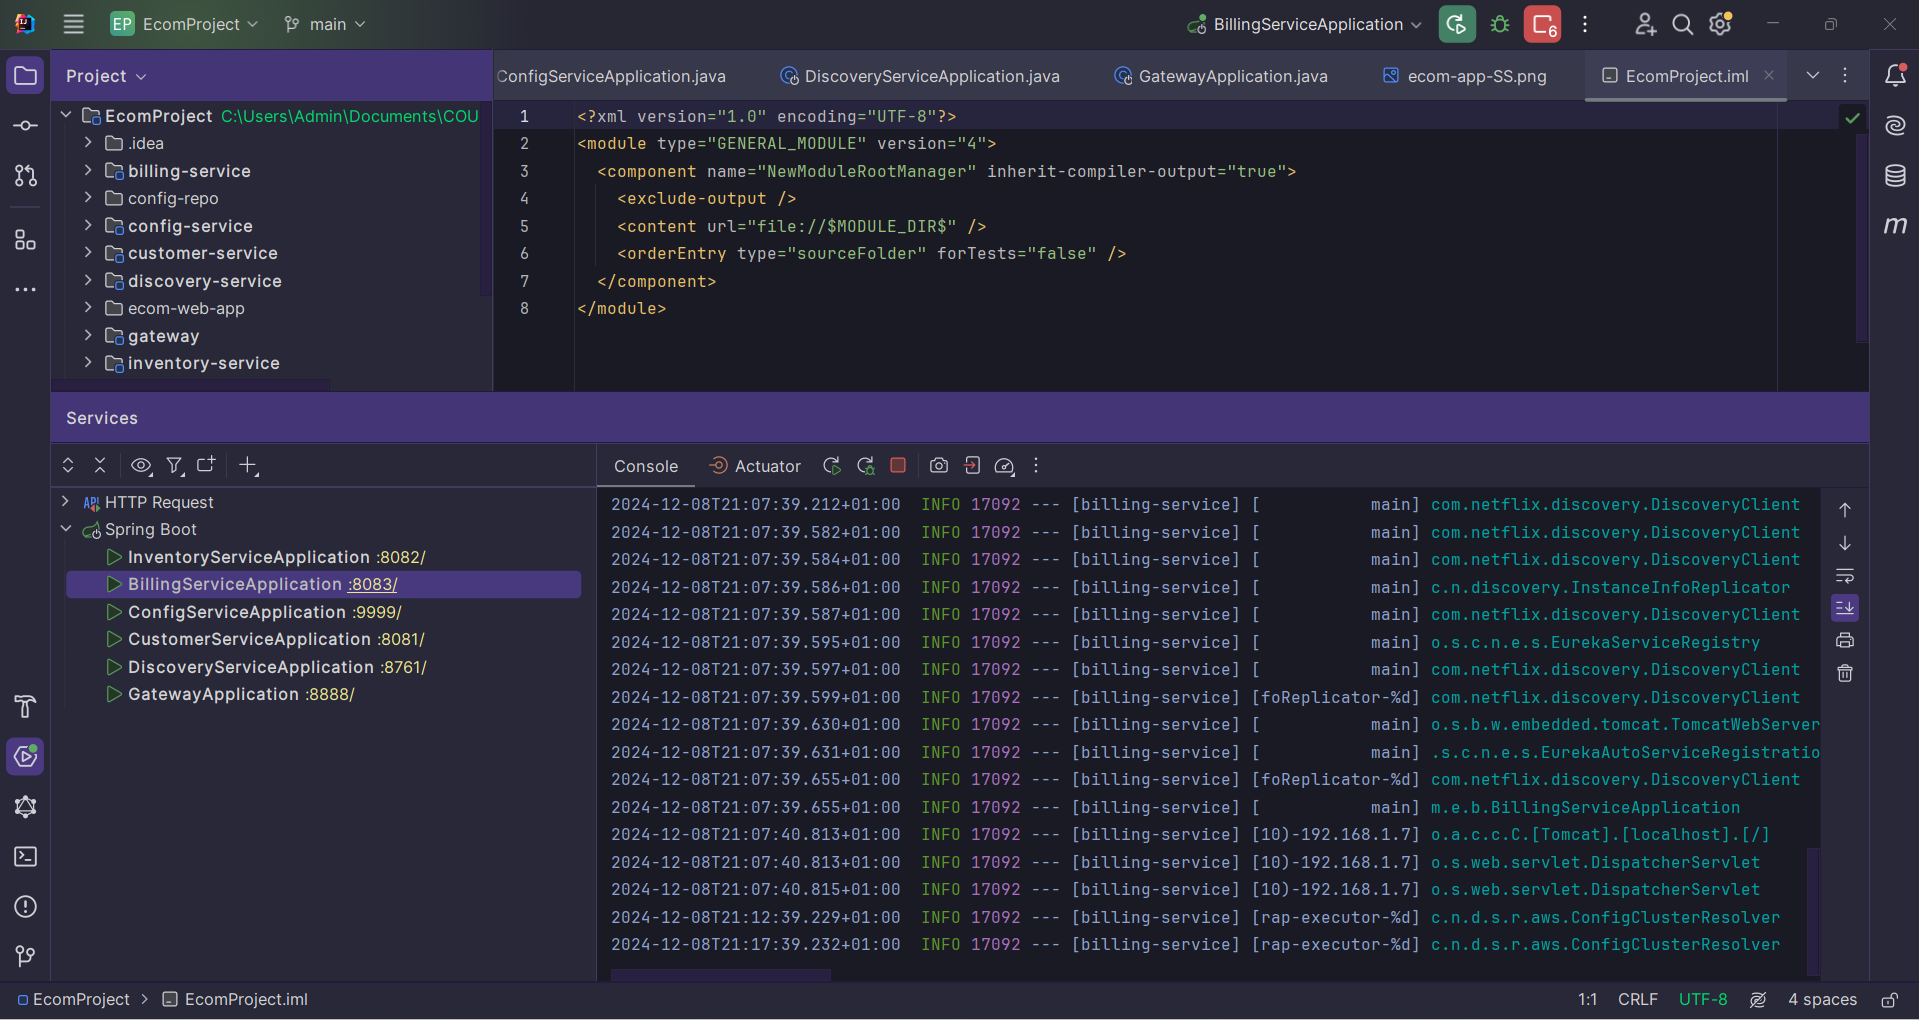 EP EcomProject main BillingServiceApplication 6
Project
ConfigServiceApplication.java DiscoveryServiceApplication.java GatewayApplication.java ecom-app-SS.png EcomProject.iml
EcomProject C:\Users\Admin\Documents\COU
.idea
billing-service
config-repo
config-service
customer-service
discovery-service
ecom-web-app
gateway
inventory-service
1 <?xml version="1.0" encoding="UTF-8"?>
2 <module type="GENERAL_MODULE" version="4">
3 <component name="NewModuleRootManager" inherit-compiler-output="true">
4 <exclude-output />
5 <content url="file://$MODULE_DIR$" />
6 <orderEntry type="sourceFolder" forTests="false" />
7 </component>
8 </module>
m
Services
Console Actuator
API HTTP Request
Spring Boot
InventoryServiceApplication :8082/
BillingServiceApplication :8083/
ConfigServiceApplication :9999/
CustomerServiceApplication :8081/
DiscoveryServiceApplication :8761/
GatewayApplication :8888/
2024-12-08T21:07:39.212+01:00 INFO 17092 --- [billing-service] [ main] com.netflix.discovery.DiscoveryClient
2024-12-08T21:07:39.582+01:00 INFO 17092 --- [billing-service] [ main] com.netflix.discovery.DiscoveryClient
2024-12-08T21:07:39.584+01:00 INFO 17092 --- [billing-service] [ main] com.netflix.discovery.DiscoveryClient
2024-12-08T21:07:39.586+01:00 INFO 17092 --- [billing-service] [ main] c.n.discovery.InstanceInfoReplicator
2024-12-08T21:07:39.587+01:00 INFO 17092 --- [billing-service] [ main] com.netflix.discovery.DiscoveryClient
2024-12-08T21:07:39.595+01:00 INFO 17092 --- [billing-service] [ main] o.s.c.n.e.s.EurekaServiceRegistry
2024-12-08T21:07:39.597+01:00 INFO 17092 --- [billing-service] [ main] com.netflix.discovery.DiscoveryClient
2024-12-08T21:07:39.599+01:00 INFO 17092 --- [billing-service] [foReplicator-%d] com.netflix.discovery.DiscoveryClient
2024-12-08T21:07:39.630+01:00 INFO 17092 --- [billing-service] [ main] o.s.b.w.embedded.tomcat.TomcatWebServer
2024-12-08T21:07:39.631+01:00 INFO 17092 --- [billing-service] [ main] .s.c.n.e.s.EurekaAutoServiceRegistratio
2024-12-08T21:07:39.655+01:00 INFO 17092 --- [billing-service] [foReplicator-%d] com.netflix.discovery.DiscoveryClient
2024-12-08T21:07:39.655+01:00 INFO 17092 --- [billing-service] [ main] m.e.b.BillingServiceApplication
2024-12-08T21:07:40.813+01:00 INFO 17092 --- [billing-service] [10)-192.168.1.7] o.a.c.c.C.[Tomcat].[localhost].[/]
2024-12-08T21:07:40.813+01:00 INFO 17092 --- [billing-service] [10)-192.168.1.7] o.s.web.servlet.DispatcherServlet
2024-12-08T21:07:40.815+01:00 INFO 17092 --- [billing-service] [10)-192.168.1.7] o.s.web.servlet.DispatcherServlet
2024-12-08T21:12:39.229+01:00 INFO 17092 --- [billing-service] [rap-executor-%d] c.n.d.s.r.aws.ConfigClusterResolver
2024-12-08T21:17:39.232+01:00 INFO 17092 --- [billing-service] [rap-executor-%d] c.n.d.s.r.aws.ConfigClusterResolver
EcomProject > EcomProject.iml 1:1 CRLF UTF-8 4 spaces